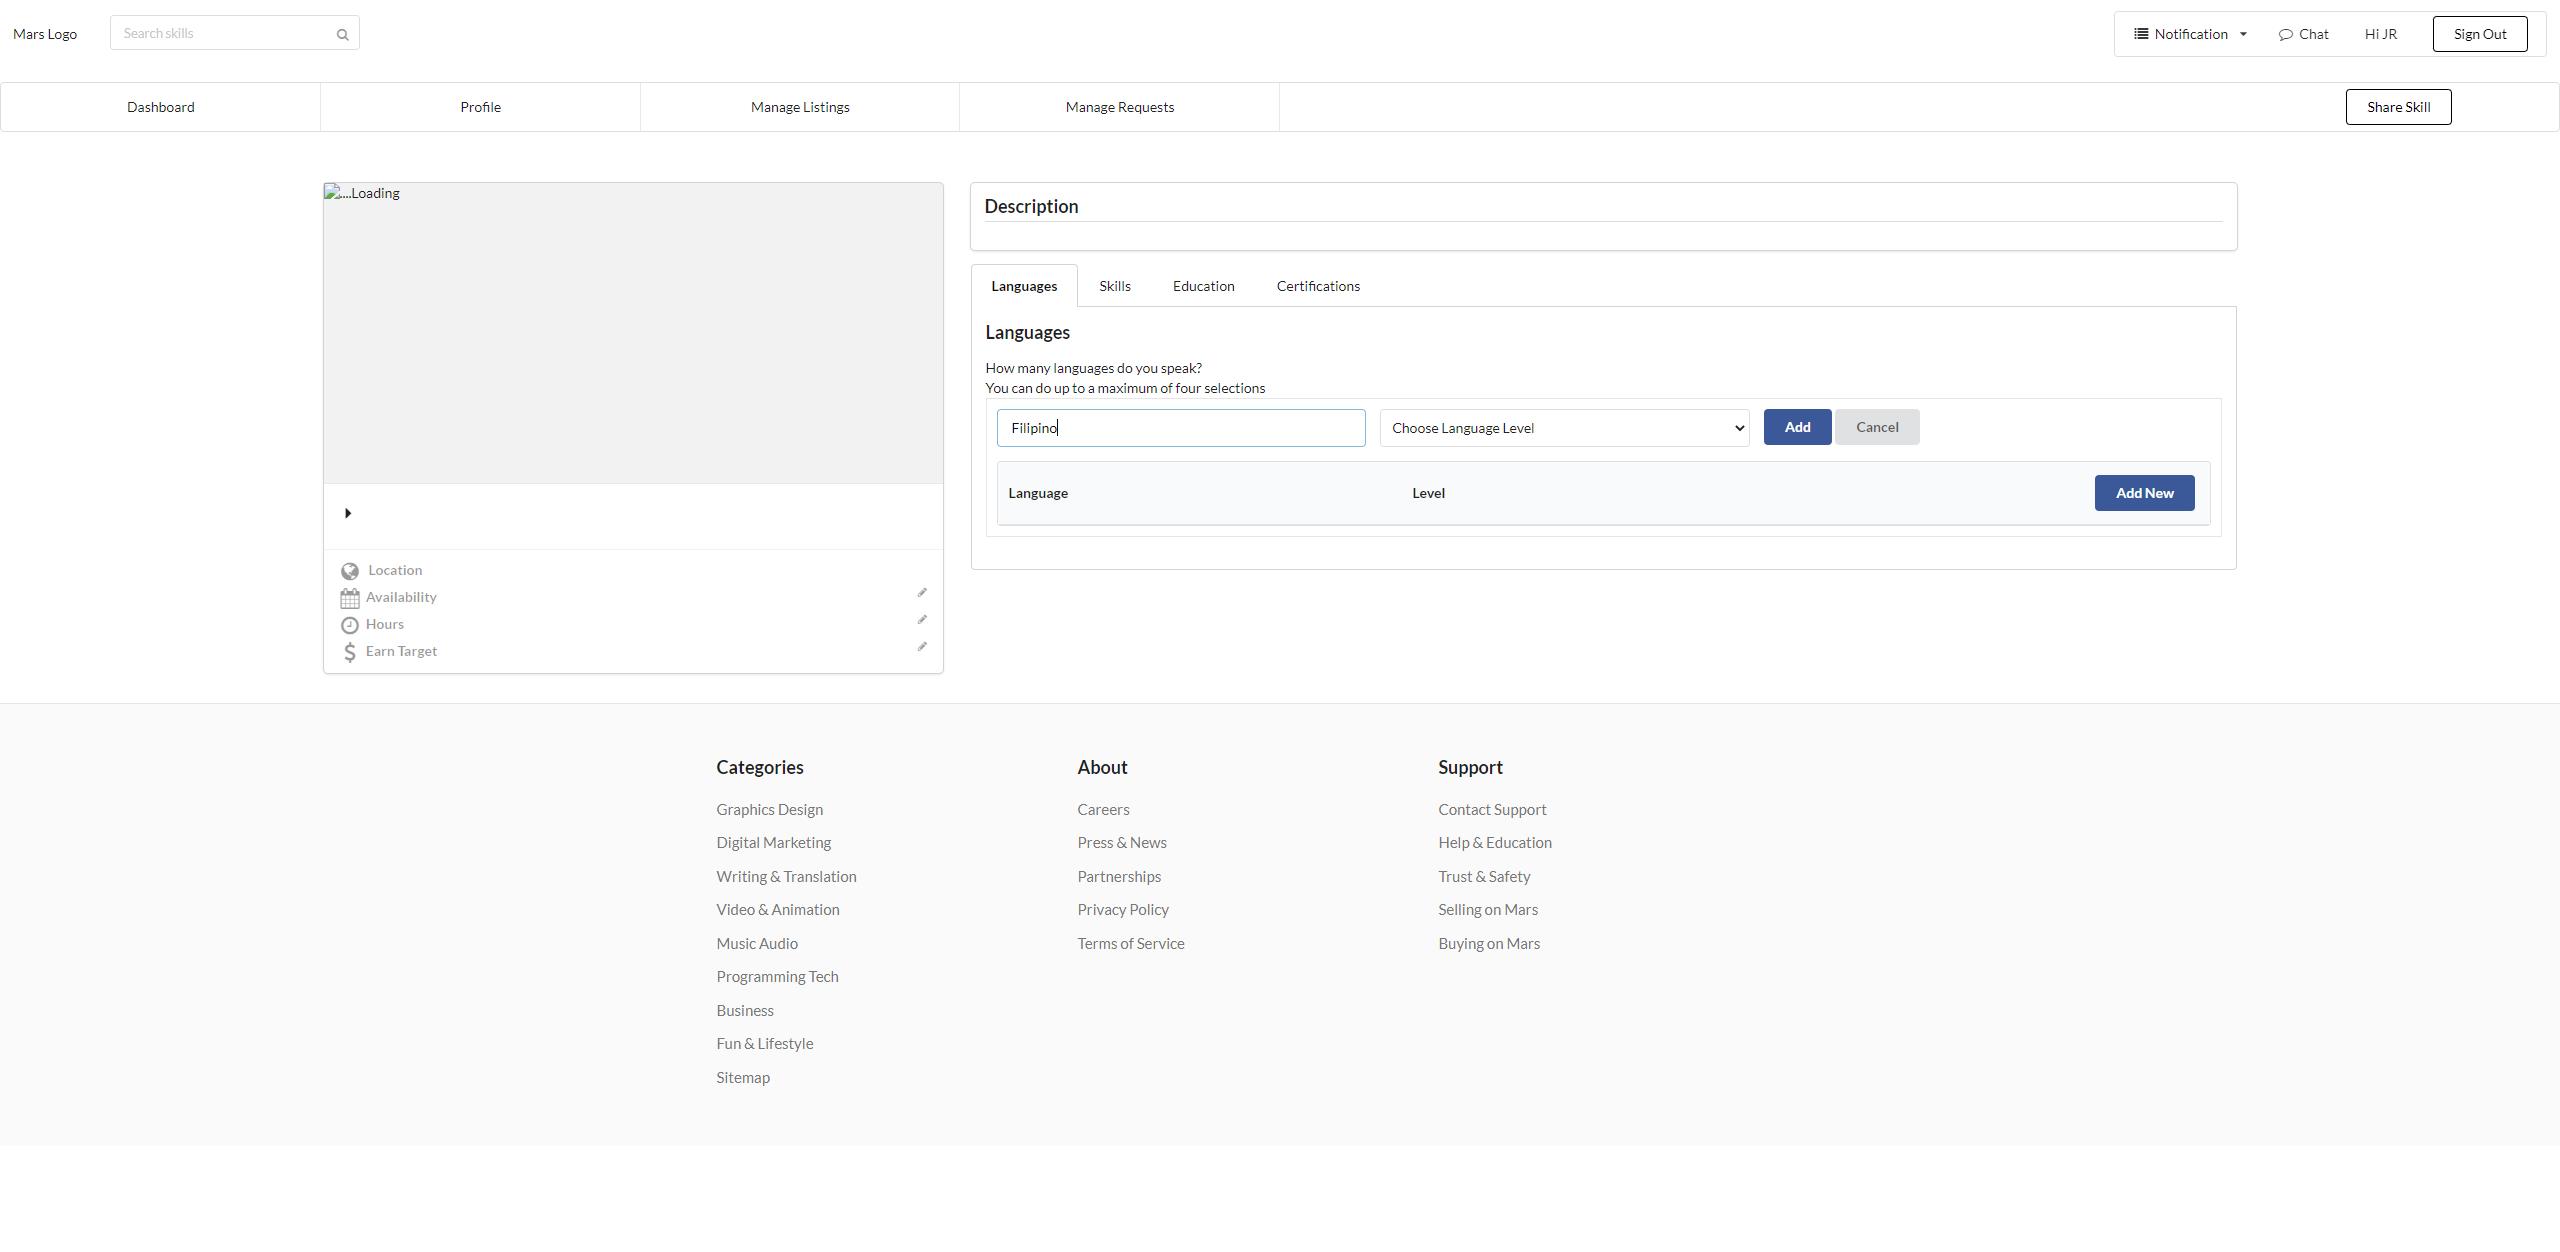 Mars Logo
Search skills
Notification
Chat
Hi JR
Sign Out
Dashboard
Profile
Manage Listings
Manage Requests
Share Skill
....Loading
Location
Availability
Hours
Earn Target
Description
Languages
Skills
Education
Certifications
Languages
How many languages do you speak?
You can do up to a maximum of four selections
Filipino
Choose Language Level
Add
Cancel
Language
Level
Add New
Categories
Graphics Design
Digital Marketing
Writing & Translation
Video & Animation
Music Audio
Programming Tech
Business
Fun & Lifestyle
Sitemap
About
Careers
Press & News
Partnerships
Privacy Policy
Terms of Service
Support
Contact Support
Help & Education
Trust & Safety
Selling on Mars
Buying on Mars